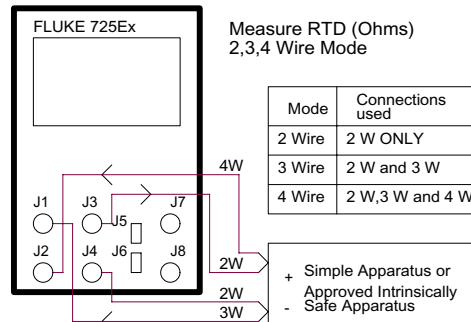 FLUKE 725Ex
Measure RTD (Ohms)
2,3,4 Wire Mode
Mode Connections used
2 Wire 2 W ONLY
3 Wire 2 W and 3 W
4 Wire 2 W,3 W and 4 W
4W
J1 J3 J5 J7
J2 J4 J6 J8
2W
2W
3W
+ Simple Apparatus or
Approved Intrinsically
- Safe Apparatus